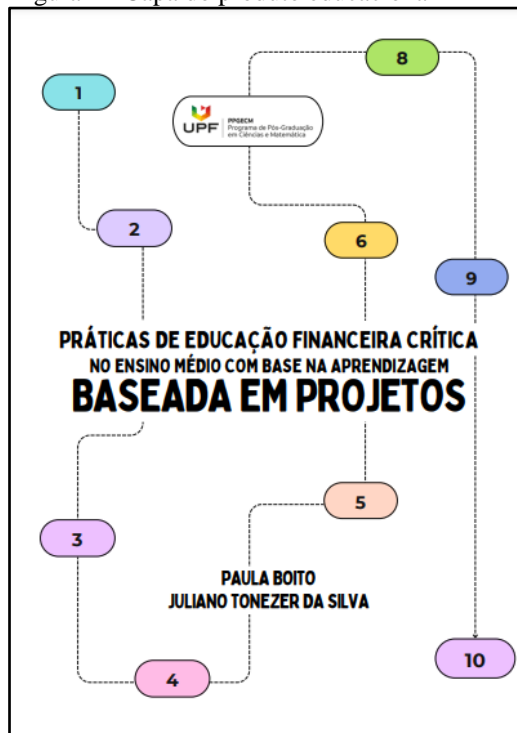 1
8
UPF
PPGECM
Programa de Pós-Graduação
em Ciências e Matemática
2
6
9
PRÁTICAS DE EDUCAÇÃO FINANCEIRA CRÍTICA
NO ENSINO MÉDIO COM BASE NA APRENDIZAGEM
BASEADA EM PROJETOS
5
3
PAULA BOITO
JULIANO TONEZER DA SILVA
10
4